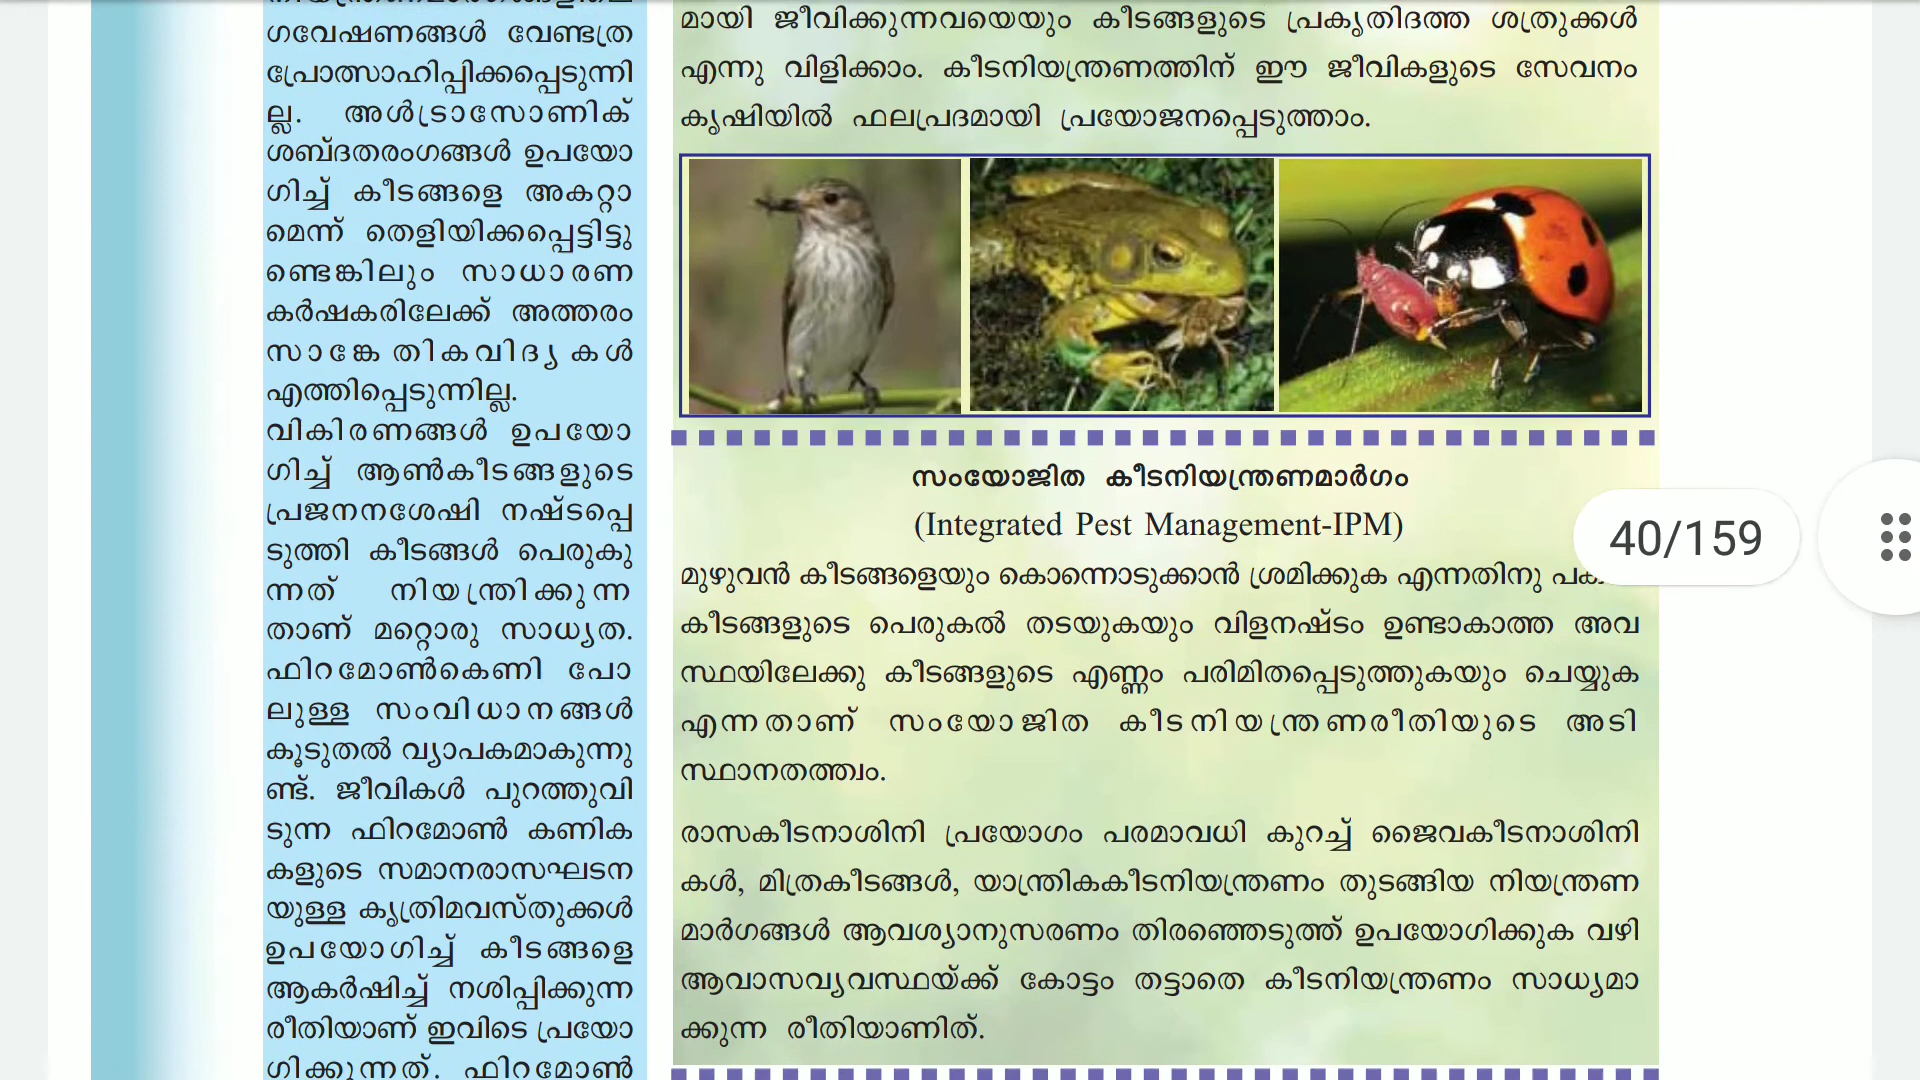 ഗവേഷണങ്ങൾ വേണ്ടത്ര
പ്രോത്സാഹിപ്പിക്കപ്പെടുന്നി
ല്ല. അൾട്രാസോണിക്
ശബ്ദതരംഗങ്ങൾ ഉപയോ
ഗിച്ച് കീടങ്ങളെ അകറ്റാ
മെന്ന് തെളിയിക്കപ്പെട്ടിട്ടു
ണ്ടെങ്കിലും സാധാരണ
കർഷകരിലേക്ക് അത്തരം
സാങ്കേതികവിദ്യകൾ
എത്തിപ്പെടുന്നില്ല.
വികിരണങ്ങൾ ഉപയോ
ഗിച്ച് ആൺകീടങ്ങളുടെ
പ്രജനനശേഷി നഷ്ടപ്പെ
ടുത്തി കീടങ്ങൾ പെരുകു
ന്നത് നിയന്ത്രിക്കുന്ന
താണ് മറ്റൊരു സാധ്യത.
ഫിറമോൺകെണി പോ
ലുള്ള സംവിധാനങ്ങൾ
കൂടുതൽ വ്യാപകമാകുന്നു
ണ്ട്. ജീവികൾ പുറത്തുവി
ടുന്ന ഫിറമോൺ കണിക
കളുടെ സമാനരാസഘടന
യുള്ള കൃത്രിമവസ്തുക്കൾ
ഉപയോഗിച്ച് കീടങ്ങളെ
ആകർഷിച്ച് നശിപ്പിക്കുന്ന
രീതിയാണ് ഇവിടെ പ്രയോ
ഗിക്കുന്നത്. ഫിറമോൺ
മായി ജീവിക്കുന്നവയെയും കീടങ്ങളുടെ പ്രകൃതിദത്ത ശത്രുക്കൾ
എന്നു വിളിക്കാം. കീടനിയന്ത്രണത്തിന് ഈ ജീവികളുടെ സേവനം
കൃഷിയിൽ ഫലപ്രദമായി പ്രയോജനപ്പെടുത്താം.
സംയോജിത കീടനിയന്ത്രണമാർഗം
(Integrated Pest Management-IPM)
മുഴുവൻ കീടങ്ങളെയും കൊന്നൊടുക്കാൻ ശ്രമിക്കുക എന്നതിനു
കീടങ്ങളുടെ പെരുകൽ തടയുകയും വിളനഷ്ടം ഉണ്ടാകാത്ത അവ
സ്ഥയിലേക്കു കീടങ്ങളുടെ എണ്ണം പരിമിതപ്പെടുത്തുകയും ചെയ്യുക
എന്നതാണ് സംയോജിത കീടനിയന്ത്രണരീതിയുടെ അടി
സ്ഥാനതത്ത്വം.
രാസകീടനാശിനി പ്രയോഗം പരമാവധി കുറച്ച് ജൈവകീടനാശിനി
കൾ, മിത്രകീടങ്ങൾ, യാന്ത്രികകീടനിയന്ത്രണം തുടങ്ങിയ നിയന്ത്രണ
മാർഗങ്ങൾ ആവശ്യാനുസരണം തിരഞ്ഞെടുത്ത് ഉപയോഗിക്കുക വഴി
ആവാസവ്യവസ്ഥയ്ക്ക് കോട്ടം തട്ടാതെ കീടനിയന്ത്രണം സാധ്യമാ
ക്കുന്ന രീതിയാണിത്.
40/159